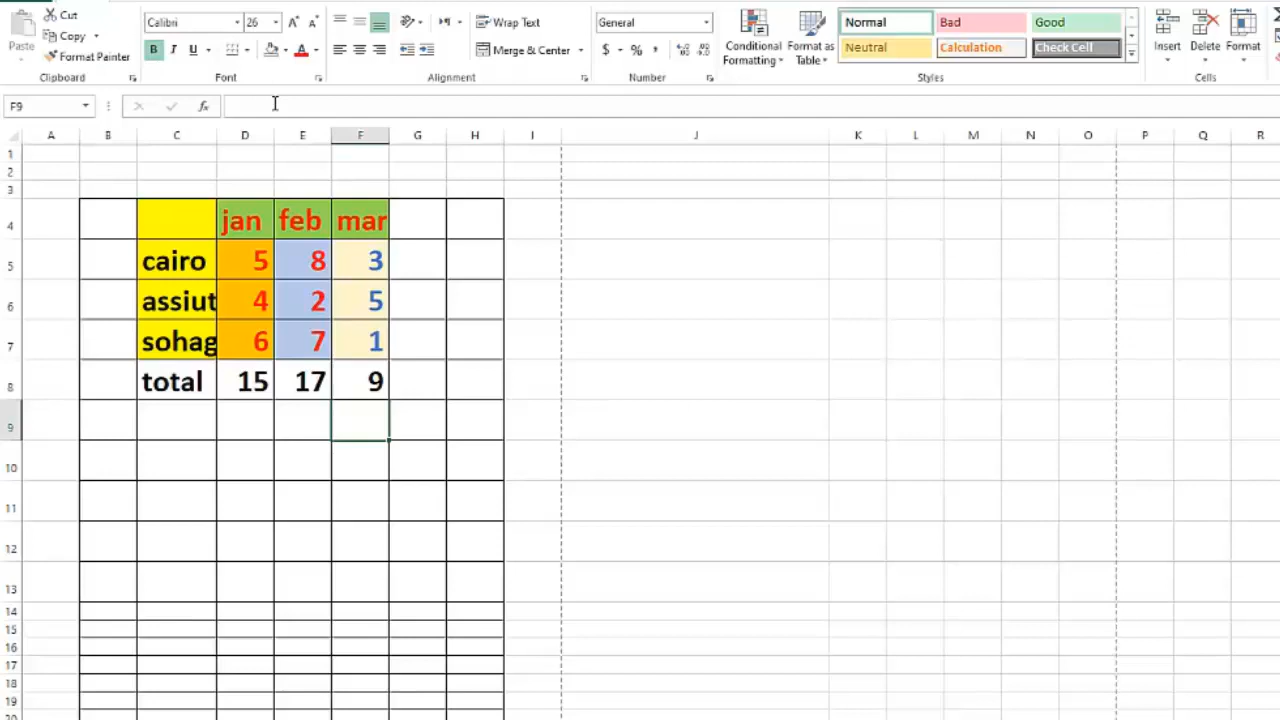 Cut
Copy
Format Painter
Paste
Clipboard
Calibri 26
B I U
Font
Wrap Text
Merge & Center
Alignment
General
$ % ,
Number
Conditional Formatting
Format as Table
Normal Bad Good
Neutral Calculation Check Cell
Styles
Insert Delete Format
Cells
F9 fx
A B C D E F G H I J K L M N O P Q R
1
2
3
4 jan feb mar
5 cairo 5 8 3
6 assiut 4 2 5
7 sohag 6 7 1
8 total 15 17 9
9
10
11
12
13
14
15
16
17
18
19
20